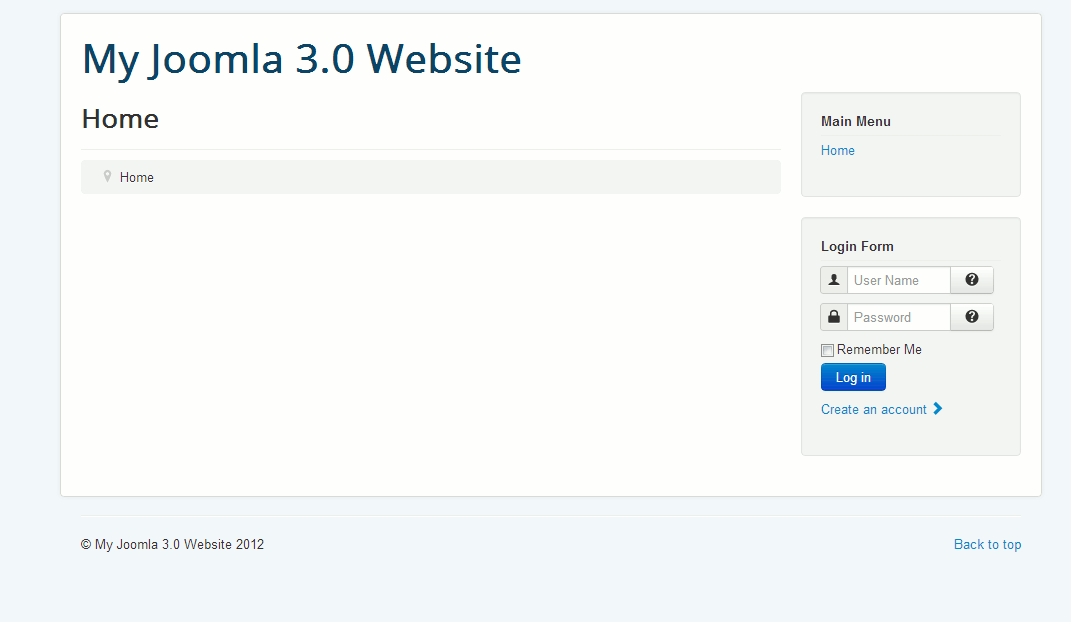 My Joomla 3.0 Website
Home
Home
Main Menu
Home
Login Form
User Name
Password
Remember Me
Log in
Create an account
© My Joomla 3.0 Website 2012
Back to top